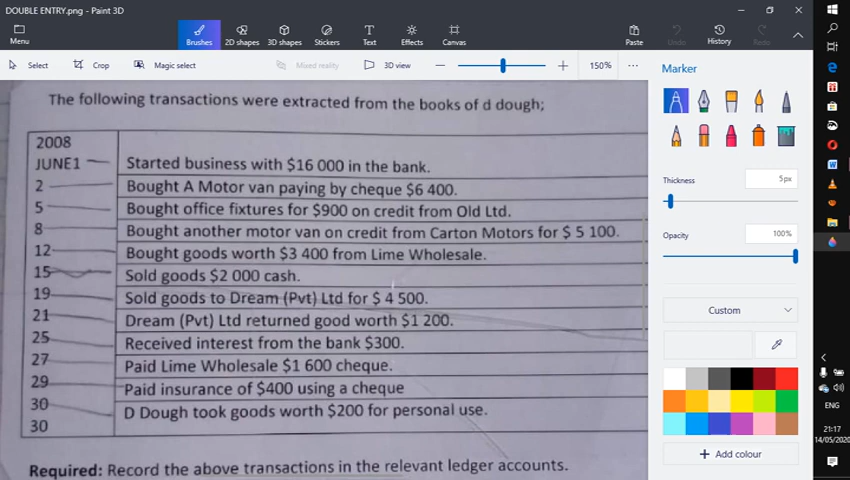 DOUBLE ENTRY.png - Paint 3D
Menu
Brushes
2D shapes
3D shapes
Stickers
Text
Effects
Canvas
Paste
Undo
History
Redo
Select
Crop
Magic select
Mixed reality
3D view
150%
Marker
Thickness
5px
Opacity
100%
Custom
Add colour
The following transactions were extracted from the books of d dough;
2008
JUNE1 Started business with $16 000 in the bank.
2 Bought A Motor van paying by cheque $6 400.
5 Bought office fixtures for $900 on credit from Old Ltd.
8 Bought another motor van on credit from Carton Motors for $ 5 100.
12 Bought goods worth $3 400 from Lime Wholesale.
15 Sold goods $2 000 cash.
19 Sold goods to Dream (Pvt) Ltd for $ 4 500.
21 Dream (Pvt) Ltd returned good worth $1 200.
25 Received interest from the bank $300.
27 Paid Lime Wholesale $1 600 cheque.
29 Paid insurance of $400 using a cheque
30 D Dough took goods worth $200 for personal use.
30
Required: Record the above transactions in the relevant ledger accounts.
ENG
21:17
14/05/2020